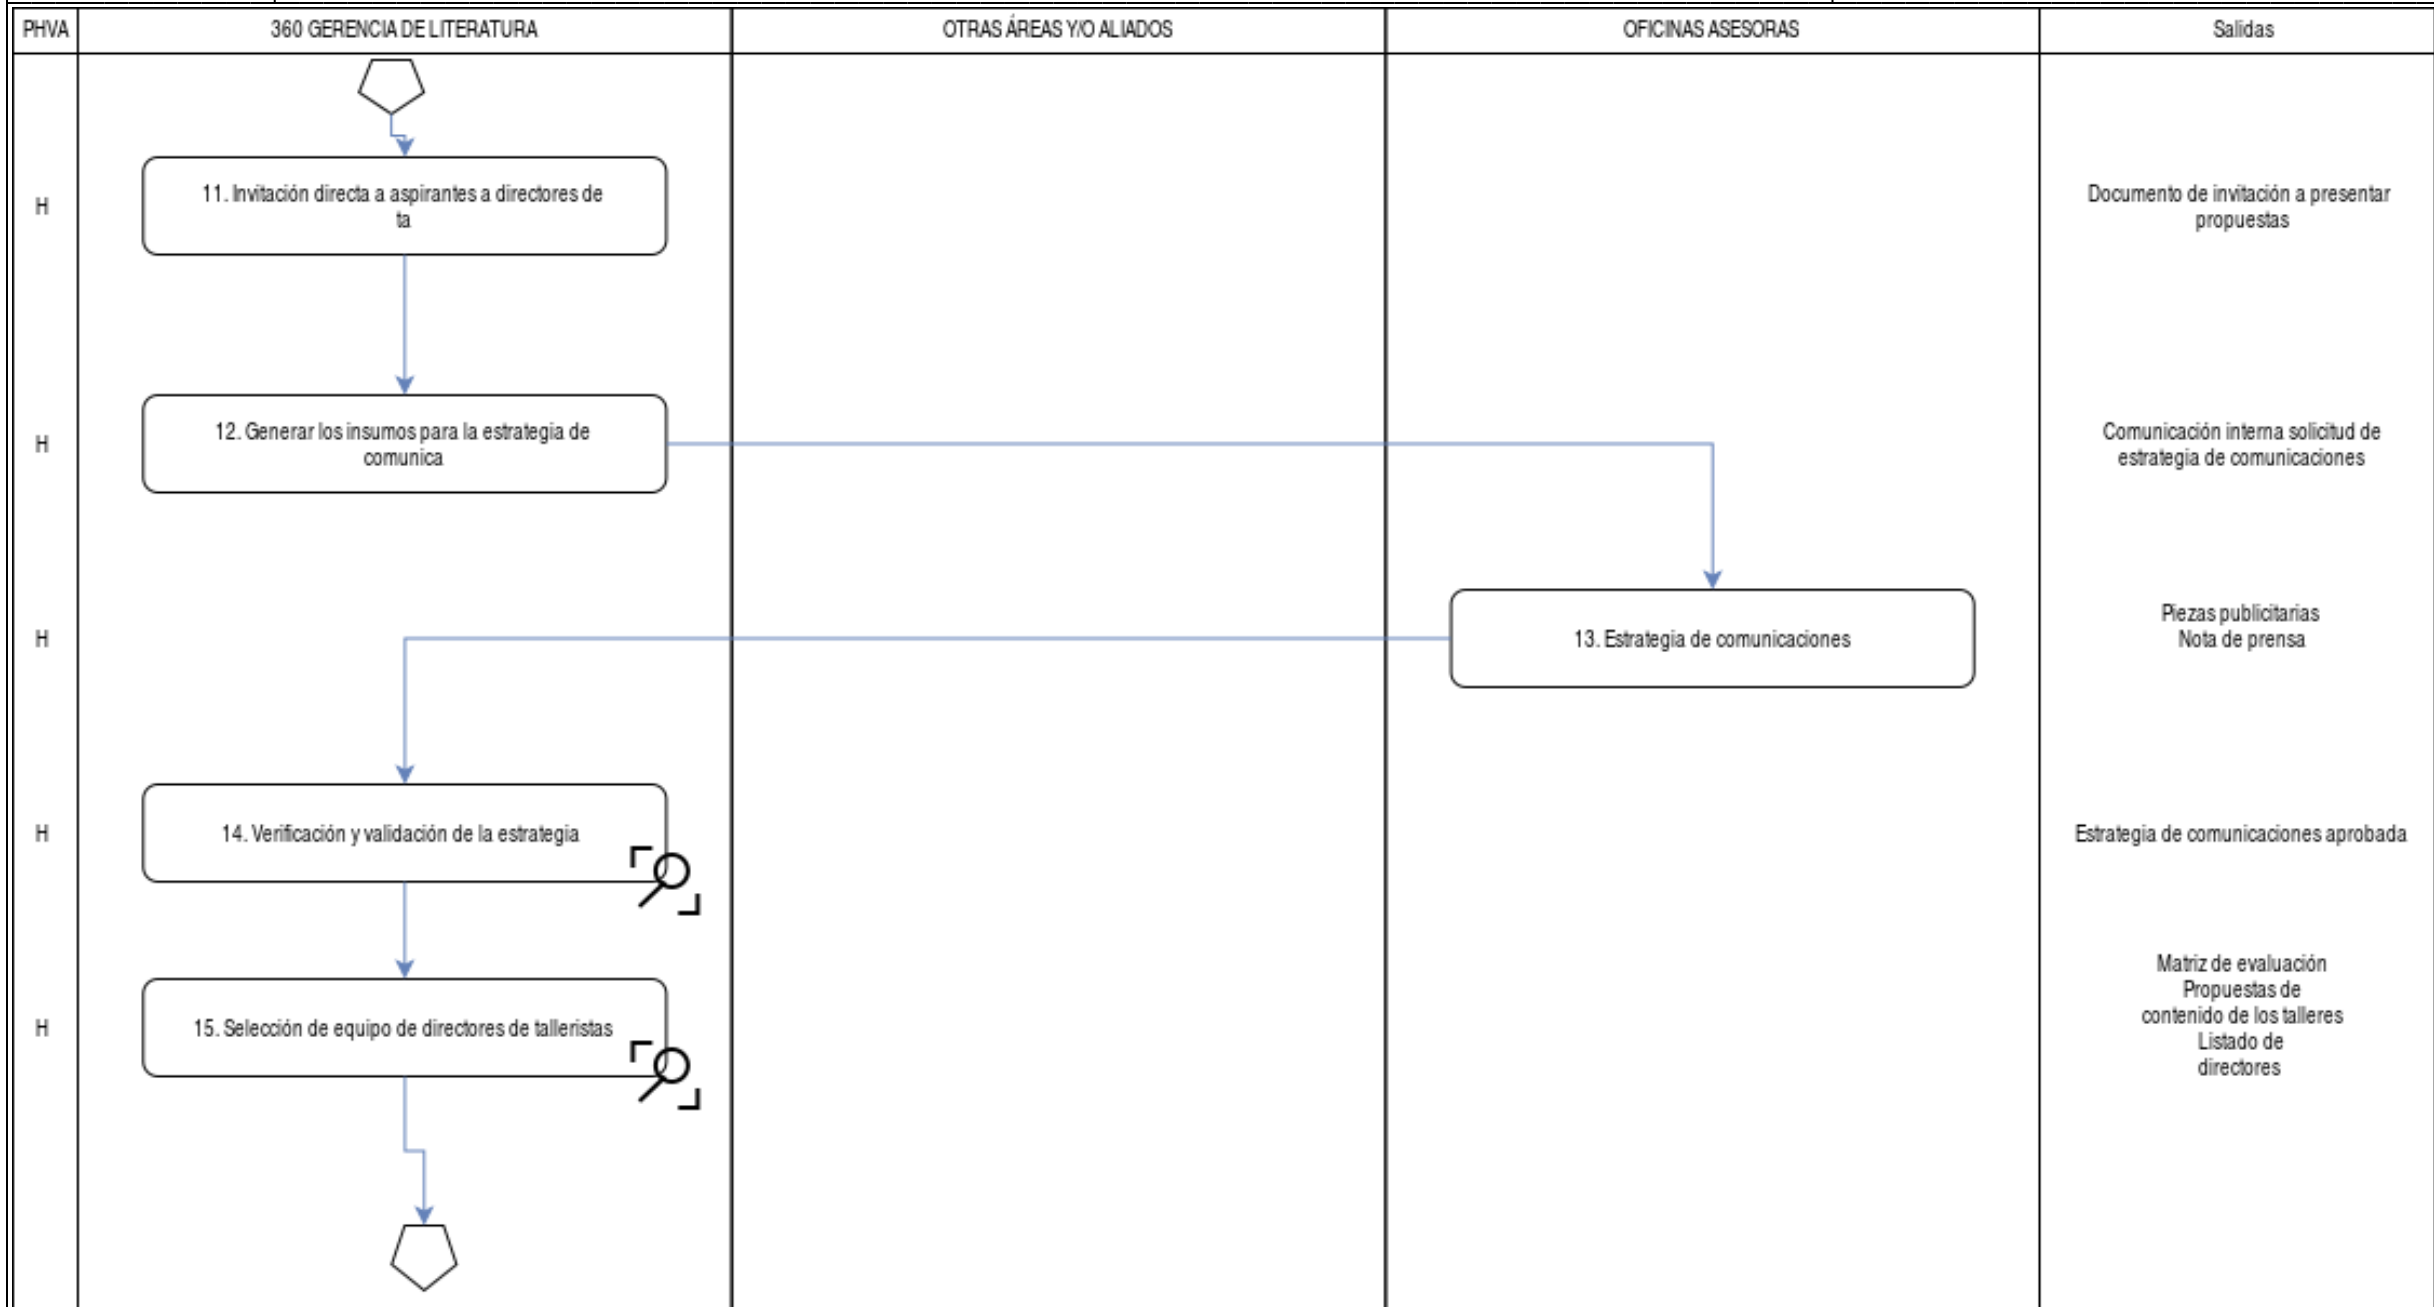 PHVA
360 GERENCIA DE LITERATURA
OTRAS ÁREAS Y/O ALIADOS
OFICINAS ASESORAS
Salidas
H
11. Invitación directa a aspirantes a directores de
ta
Documento de invitación a presentar
propuestas
H
12. Generar los insumos para la estrategia de
comunica
Comunicación interna solicitud de
estrategia de comunicaciones
H
13. Estrategia de comunicaciones
Piezas publicitarias
Nota de prensa
H
14. Verificación y validación de la estrategia
Estrategia de comunicaciones aprobada
H
15. Selección de equipo de directores de talleristas
Matriz de evaluación
Propuestas de
contenido de los talleres
Listado de
directores